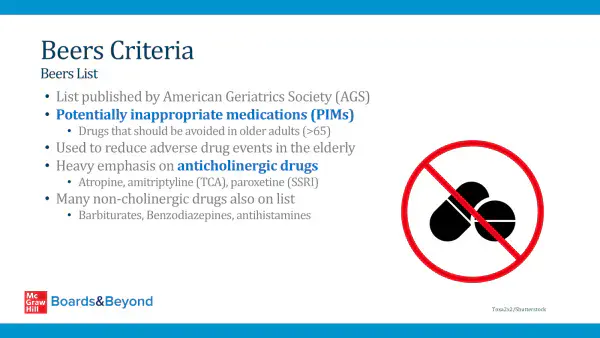 Beers Criteria
Beers List
• List published by American Geriatrics Society (AGS)
• Potentially inappropriate medications (PIMs)
• Drugs that should be avoided in older adults (>65)
• Used to reduce adverse drug events in the elderly
• Heavy emphasis on anticholinergic drugs
• Atropine, amitriptyline (TCA), paroxetine (SSRI)
• Many non-cholinergic drugs also on list
• Barbiturates, Benzodiazepines, antihistamines
Mc
Graw
Hill
Boards&Beyond
Tosa2s2/Shutterstock